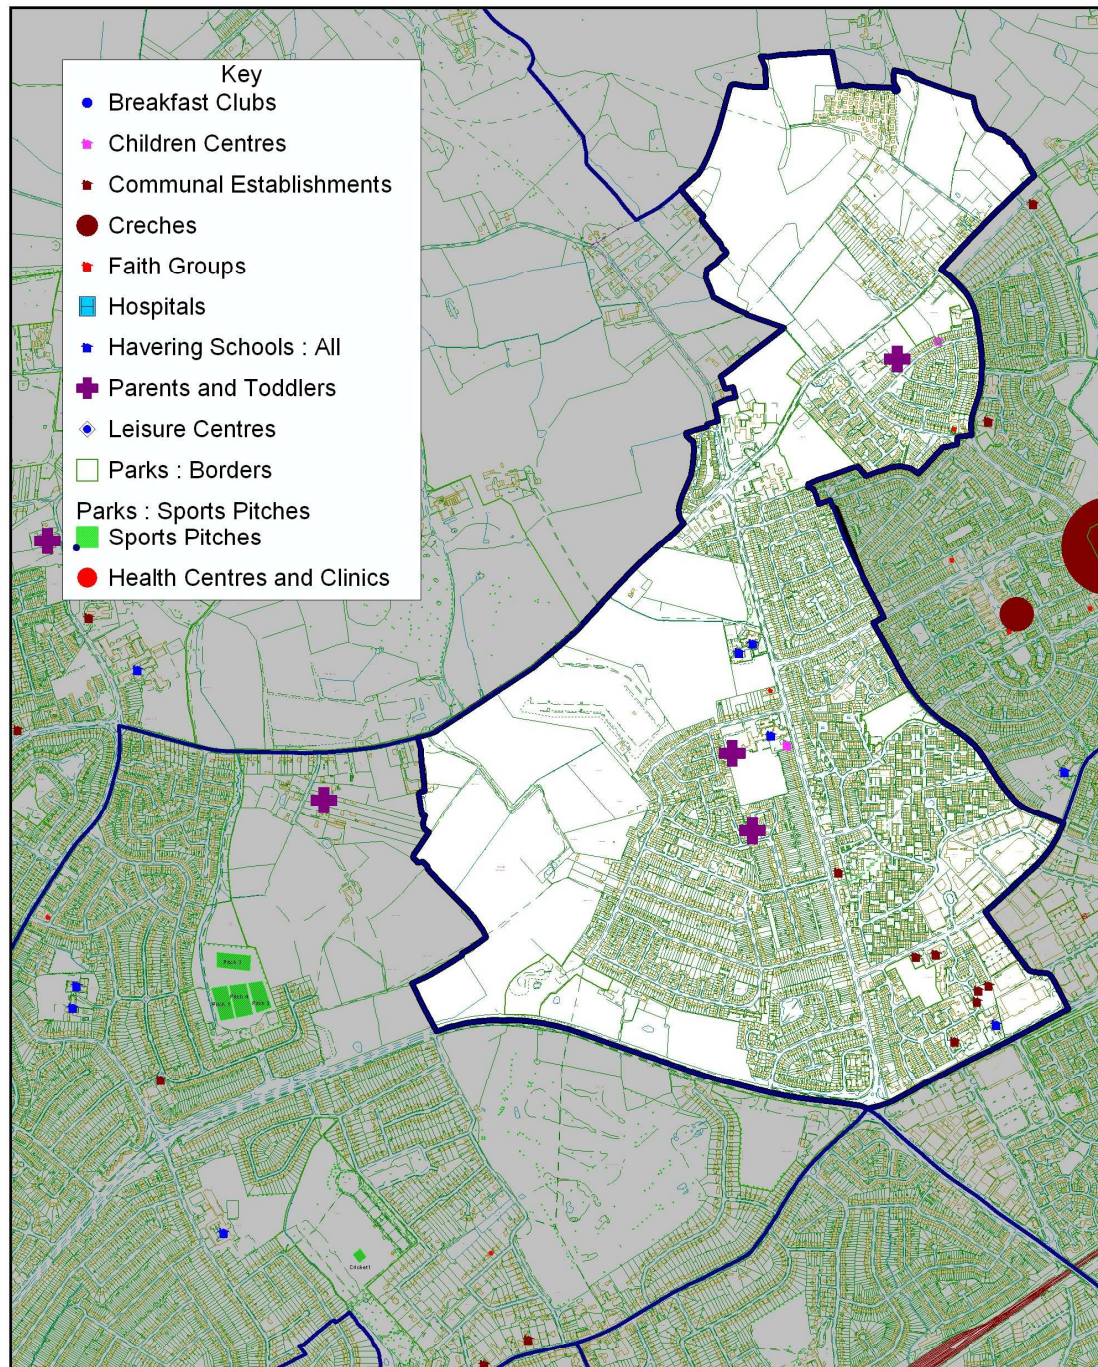 Key
Breakfast Clubs
Children Centres
Communal Establishments
Creches
Faith Groups
Hospitals
Havering Schools : All
Parents and Toddlers
Leisure Centres
Parks : Borders
Parks : Sports Pitches
Sports Pitches
Health Centres and Clinics